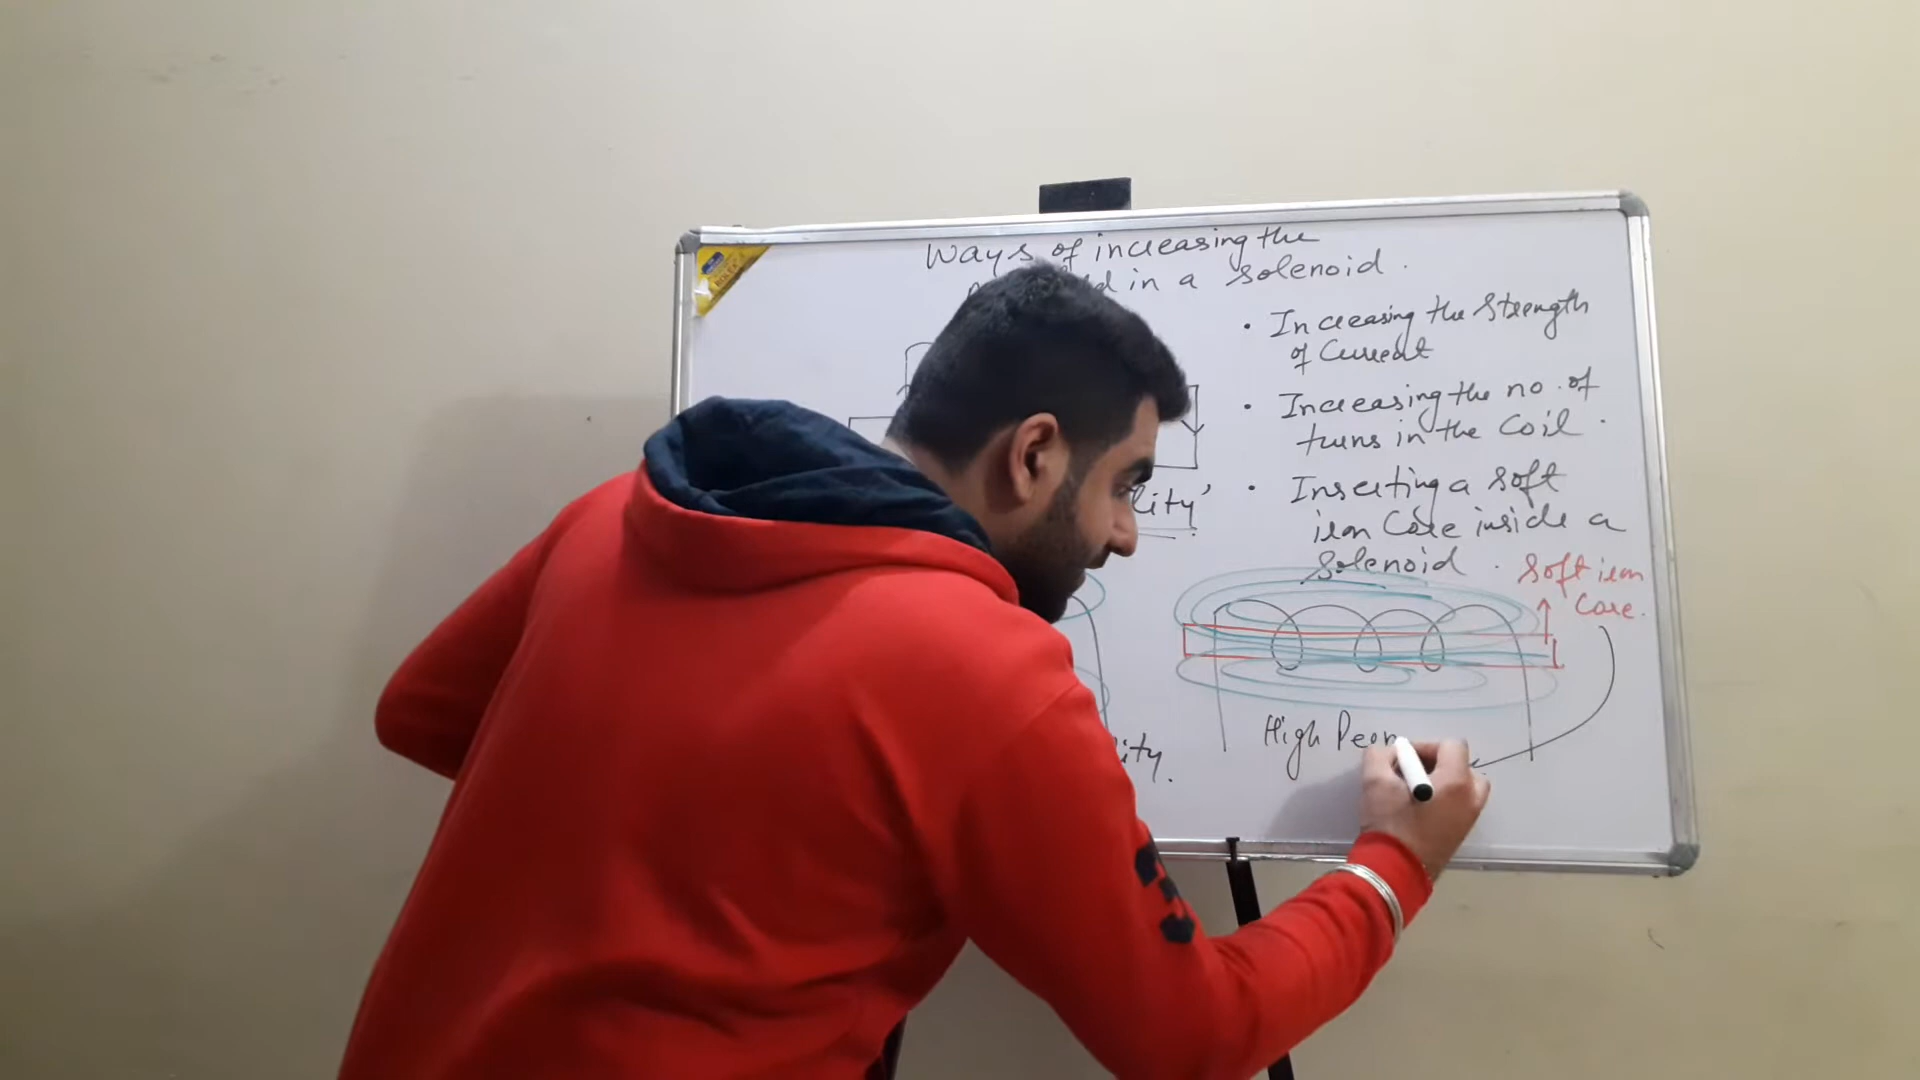 Ways of increasing the
in a solenoid.
• Increasing the Strength
of Current
• Increasing the no. of
turns in the Coil.
lity'
• Inserting a soft
iron Core inside a
solenoid.
Soft iron
Core.
High Perm
ity.